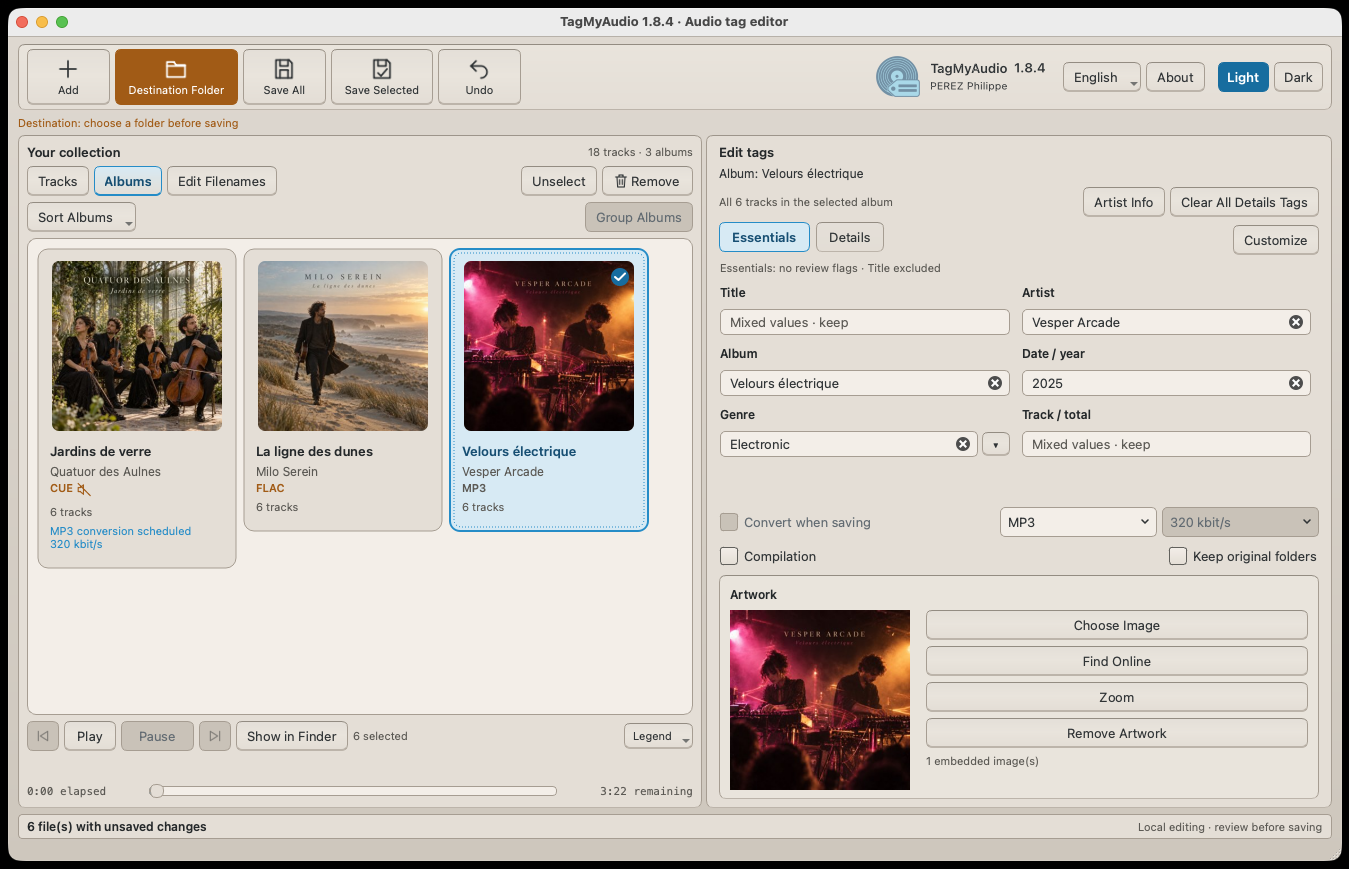 TagMyAudio 1.8.4 · Audio tag editor
Add
Destination Folder
Save All
Save Selected
Undo
TagMyAudio 1.8.4
PEREZ Philippe
English
About
Light
Dark
Destination: choose a folder before saving
Your collection
18 tracks · 3 albums
Tracks
Albums
Edit Filenames
Unselect
Remove
Sort Albums
Group Albums
QUATUOR DES AULNES
Jardins de verre
Jardins de verre
Quatuor des Aulnes
CUE
6 tracks
MP3 conversion scheduled
320 kbit/s
MILO SEREIN
La ligne des dunes
La ligne des dunes
Milo Serein
FLAC
6 tracks
VESPER ARCADE
Velours électrique
Velours électrique
Vesper Arcade
MP3
6 tracks
Play
Pause
Show in Finder
6 selected
Legend
0:00 elapsed
3:22 remaining
Edit tags
Album: Velours électrique
All 6 tracks in the selected album
Artist Info
Clear All Details Tags
Essentials
Details
Customize
Essentials: no review flags · Title excluded
Title
Artist
Mixed values · keep
Vesper Arcade
Album
Date / year
Velours électrique
2025
Genre
Track / total
Electronic
Mixed values · keep
Convert when saving
MP3
320 kbit/s
Compilation
Keep original folders
Artwork
VESPER ARCADE
Velours électrique
Choose Image
Find Online
Zoom
Remove Artwork
1 embedded image(s)
6 file(s) with unsaved changes
Local editing · review before saving